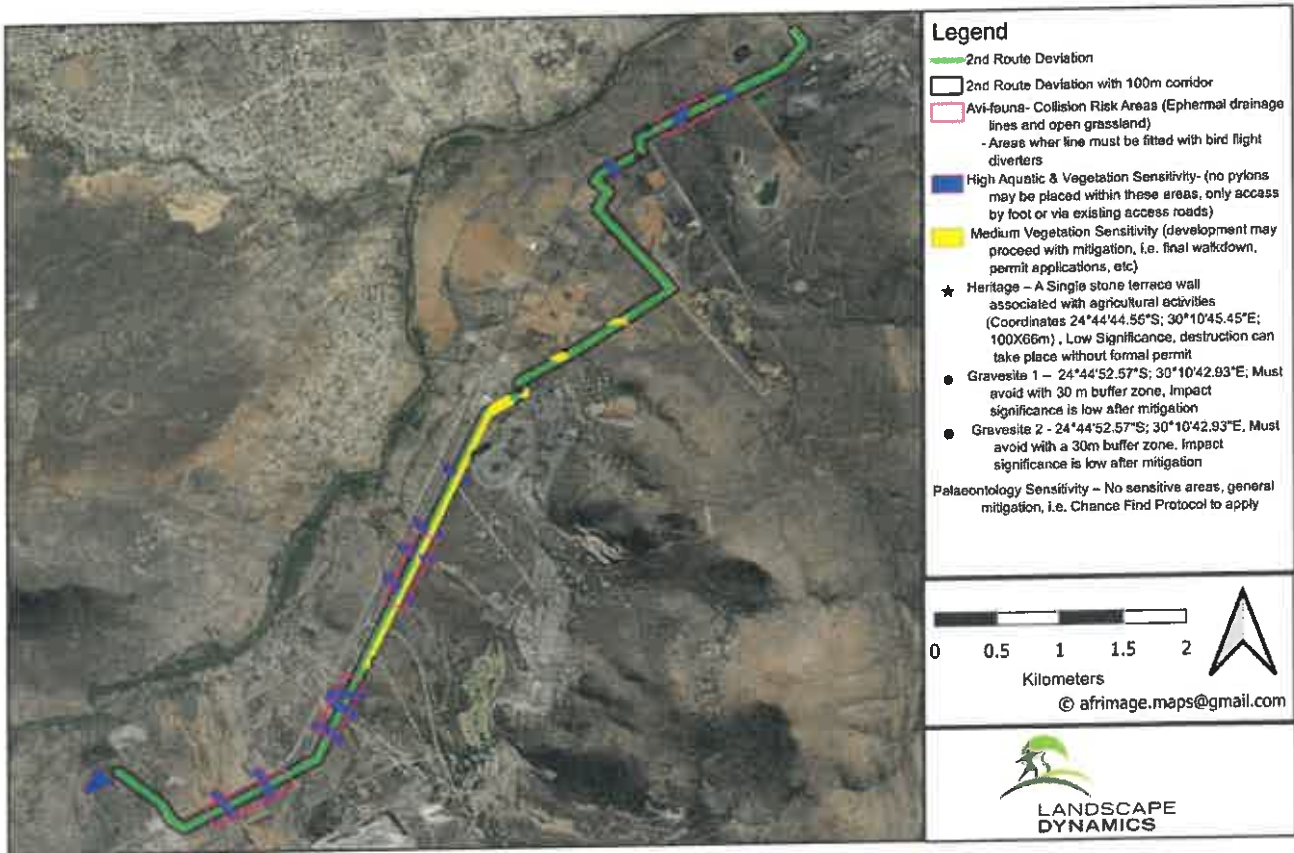 Legend
2nd Route Deviation
2nd Route Deviation with 100m corridor
Avi-fauna- Collision Risk Areas (Ephermal drainage
lines and open grassland)
- Areas wher line must be fitted with bird flight
diverters
High Aquatic & Vegetation Sensitivity- (no pylons
may be placed within these areas, only access
by foot or via existing access roads)
Medium Vegetation Sensitivity (development may
proceed with mitigation, i.e. final walkdown,
permit applications, etc)
Heritage – A Single stone terrace wall
associated with agricultural activities
(Coordinates 24°44'44.55"S; 30°10'45.45"E;
100X66m) , Low Significance, destruction can
take place without formal permit
Gravesite 1 – 24°44'52.57"S; 30°10'42.93"E; Must
avoid with 30 m buffer zone, Impact
significance is low after mitigation
Gravesite 2 - 24°44'52.57"S; 30°10'42.93"E, Must
avoid with a 30m buffer zone. Impact
significance is low after mitigation
Palaeontology Sensitivity – No sensitive areas, general
mitigation, i.e. Chance Find Protocol to apply
0 0.5 1 1.5 2
Kilometers
© afrimage.maps@gmail.com
LANDSCAPE
DYNAMICS